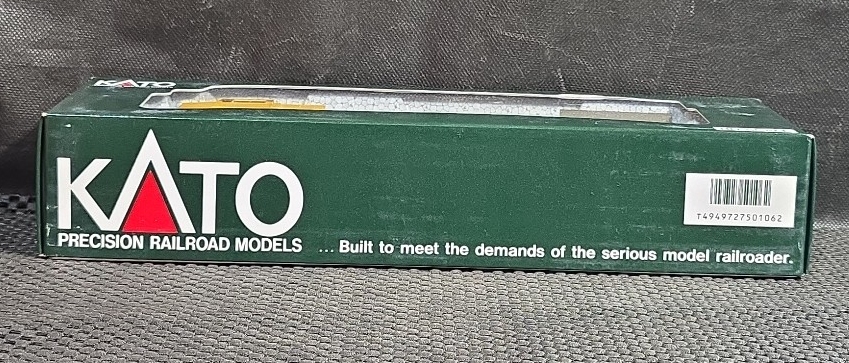 KATO
KATO
PRECISION RAILROAD MODELS ... Built to meet the demands of the serious model railroader.
T4949727501062